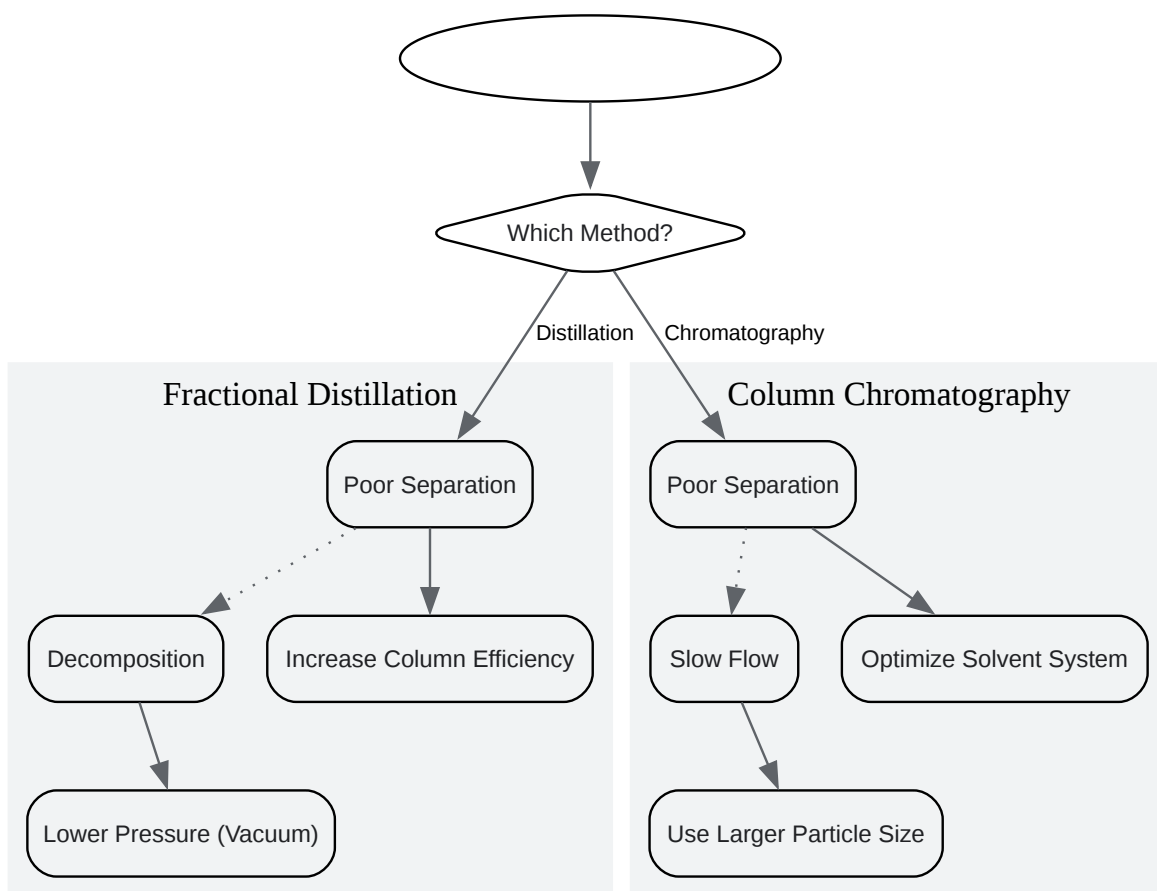 Which Method?
Distillation
Chromatography
Fractional Distillation
Column Chromatography
Poor Separation
Poor Separation
Decomposition
Increase Column Efficiency
Slow Flow
Optimize Solvent System
Lower Pressure (Vacuum)
Use Larger Particle Size